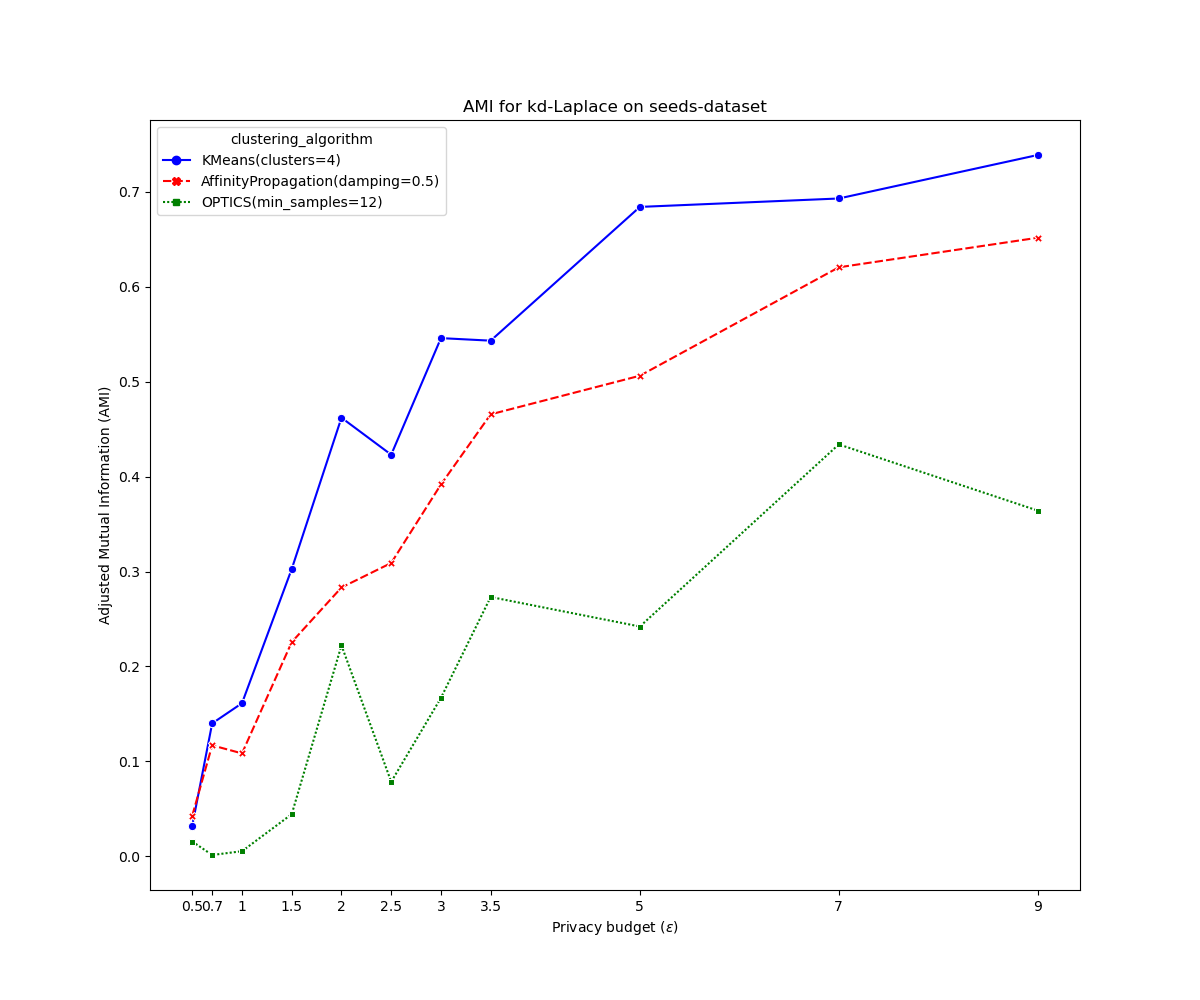 AMI for kd-Laplace on seeds-dataset
clustering_algorithm
KMeans(clusters=4)
AffinityPropagation(damping=0.5)
OPTICS(min_samples=12)
Adjusted Mutual Information (AMI)
0.7
0.6
0.5
0.4
0.3
0.2
0.1
0.0
0.5 0.7 1 1.5 2 2.5 3 3.5 5 7 9
Privacy budget (ε)